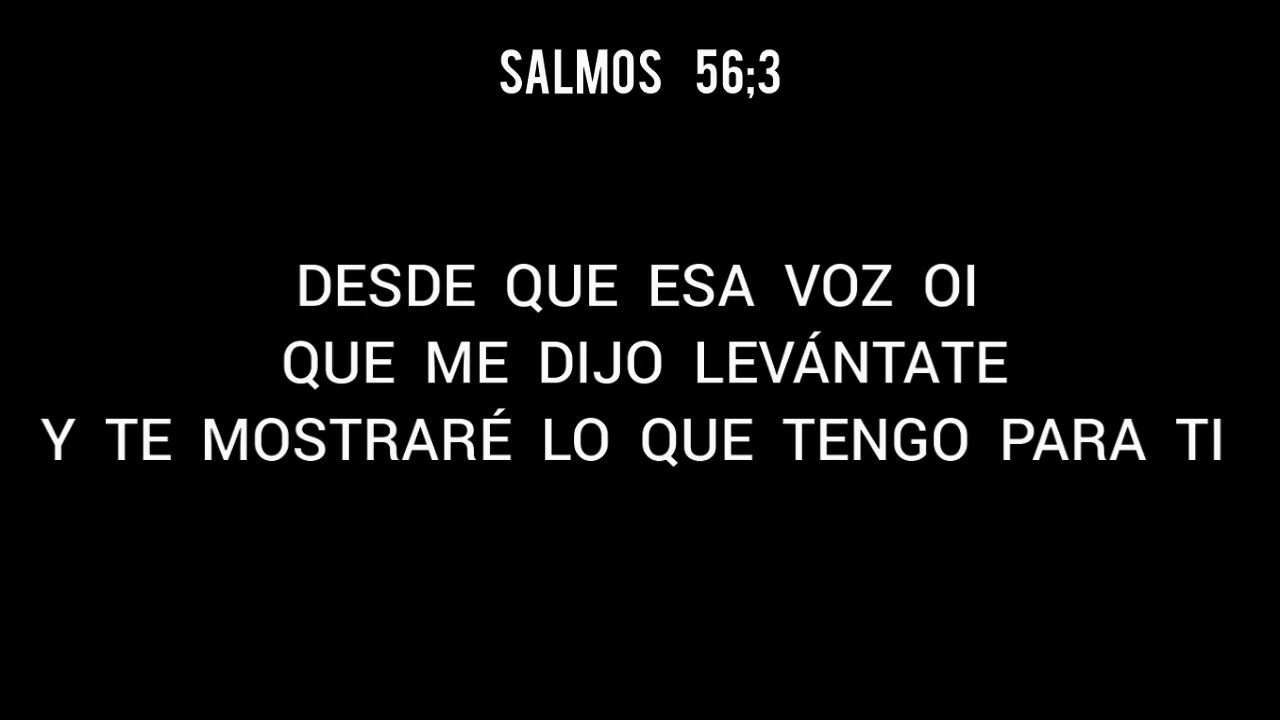 SALMOS 56;3
DESDE QUE ESA VOZ OI
QUE ME DIJO LEVÁNTATE
Y TE MOSTRARÉ LO QUE TENGO PARA TI